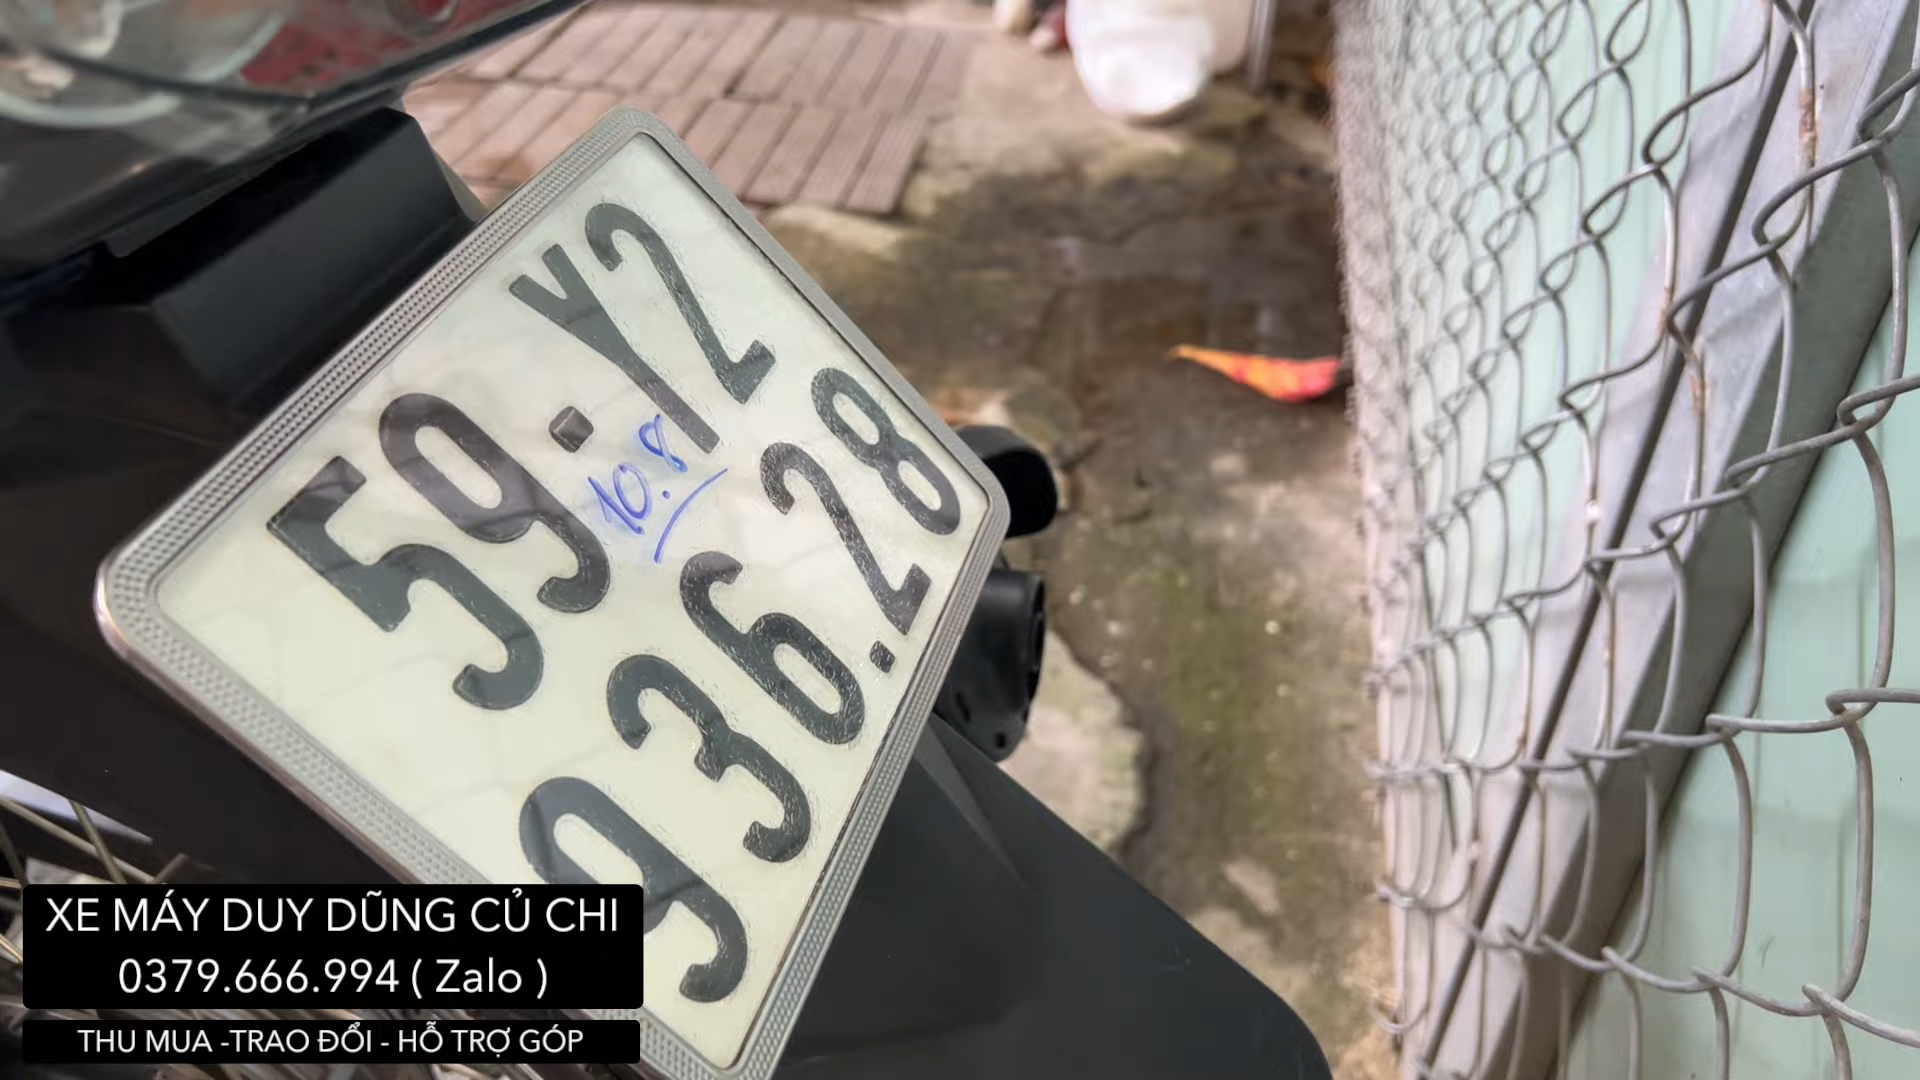 59-Y2
10.8
936.28
XE MÁY DUY DŨNG CỦ CHI
0379.666.994 ( Zalo )
THU MUA -TRAO ĐỔI - HỖ TRỢ GÓP